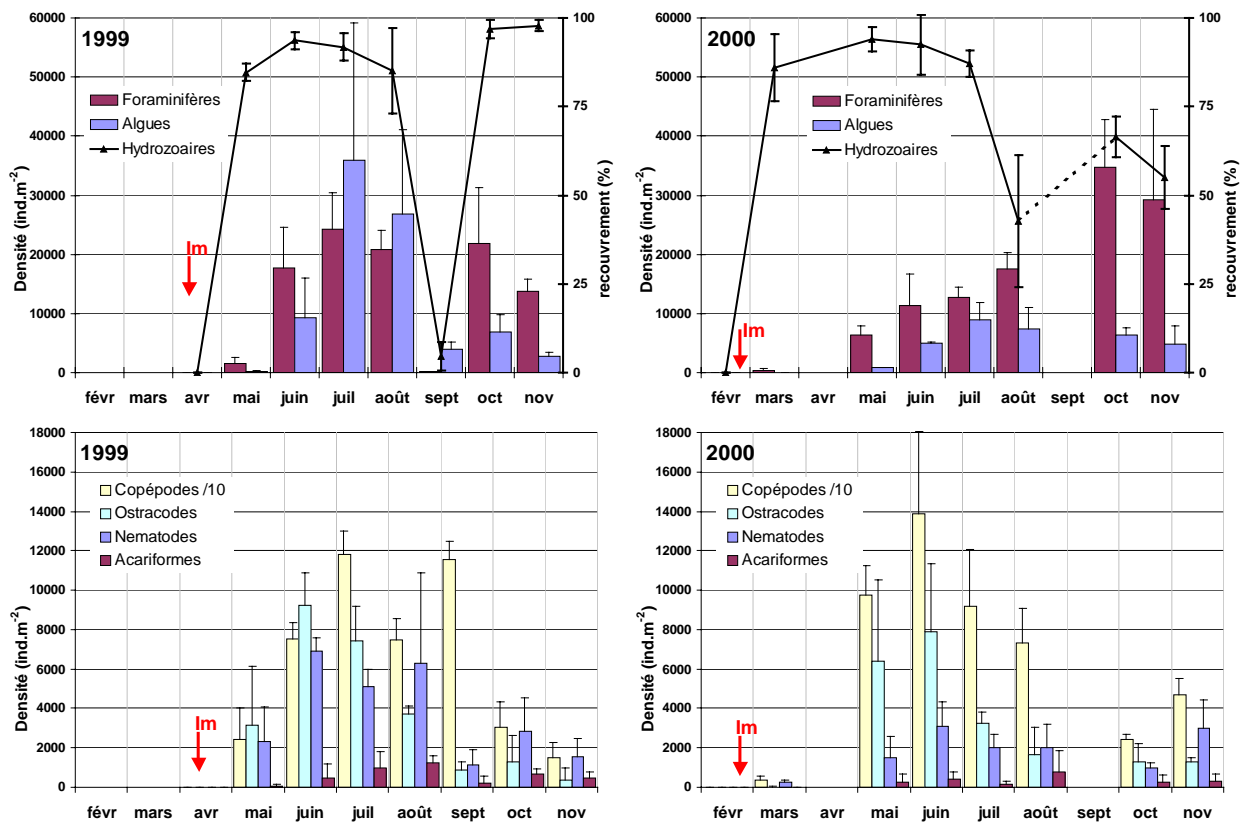 1999
Foraminifères
Algues
Hydrozoaires
Im
Densité (ind.m-2)
recouvrement (%)
60000
50000
40000
30000
20000
10000
0
100
75
50
25
0
févr mars avr mai juin juil août sept oct nov
2000
Foraminifères
Algues
Hydrozoaires
Im
Densité (ind.m-2)
recouvrement (%)
60000
50000
40000
30000
20000
10000
0
100
75
50
25
0
févr mars avr mai juin juil août sept oct nov
1999
Copépodes /10
Ostracodes
Nematodes
Acariformes
Im
Densité (ind.m-2)
18000
16000
14000
12000
10000
8000
6000
4000
2000
0
févr mars avr mai juin juil août sept oct nov
2000
Copépodes /10
Ostracodes
Nematodes
Acariformes
Im
Densité (ind.m-2)
18000
16000
14000
12000
10000
8000
6000
4000
2000
0
févr mars avr mai juin juil août sept oct nov